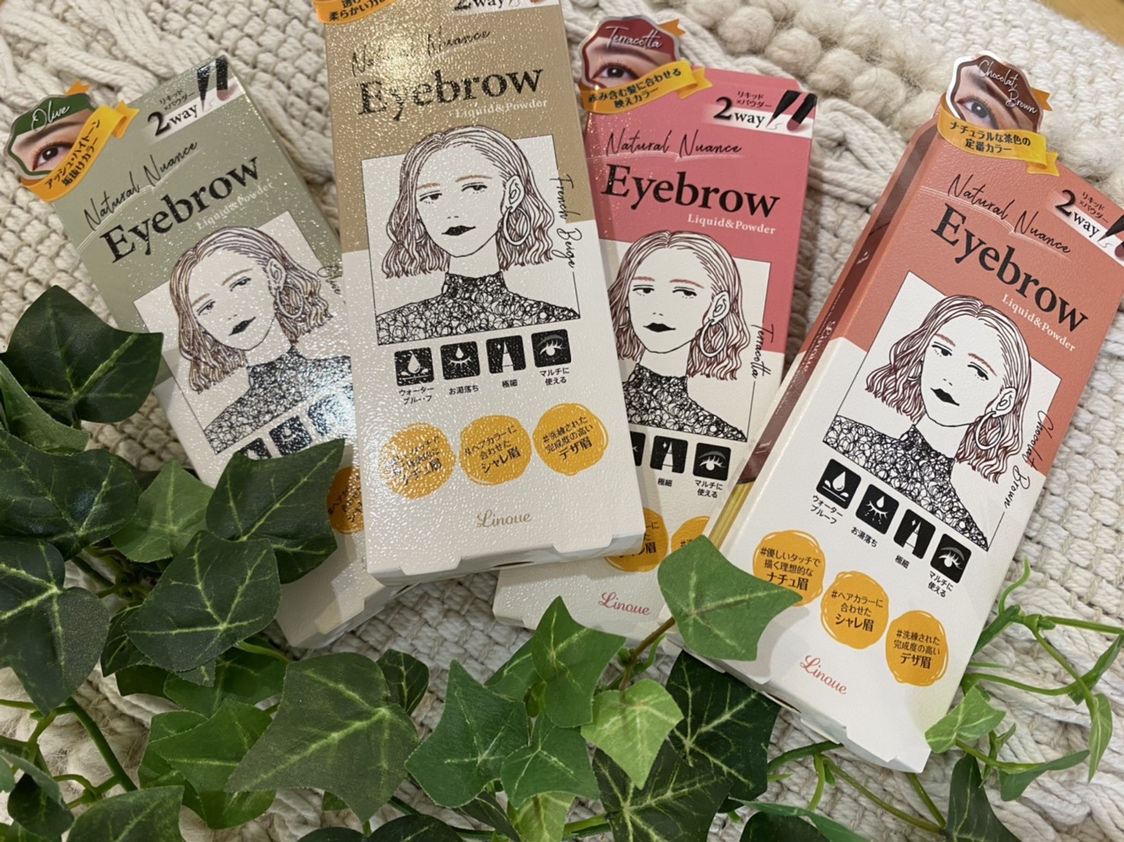 Olive
アッシュ・ハイトーン
垢抜けカラー
リキッド
×パウダー
2way
Natural Nuance
Eyebrow
Liquid&Powder
柔らかい
2way
Natural Nuance
Eyebrow
Liquid&Powder
French Beige
ウォーター
プルーフ
お湯落ち
極細
マルチに
使える
#ヘアカラーに
合わせた
シャレ眉
#洗練された
完成度の高い
デザ眉
Linoue
Terracotta
赤み含む髪に合わせる
映えカラー
リキッド
×パウダー
2way
Natural Nuance
Eyebrow
Liquid&Powder
Terracotta
極細
マルチに
使える
Linoue
Chocolat
Brown
ナチュラルな茶色の
定番カラー
リキッド
×パウダー
2way
Natural Nuance
Eyebrow
Liquid&Powder
Chocolat Brown
ウォーター
プルーフ
お湯落ち
極細
マルチに
使える
#優しいタッチで
描く理想的な
ナチュ眉
#ヘアカラーに
合わせた
シャレ眉
#洗練された
完成度の高い
デザ眉
Linoue